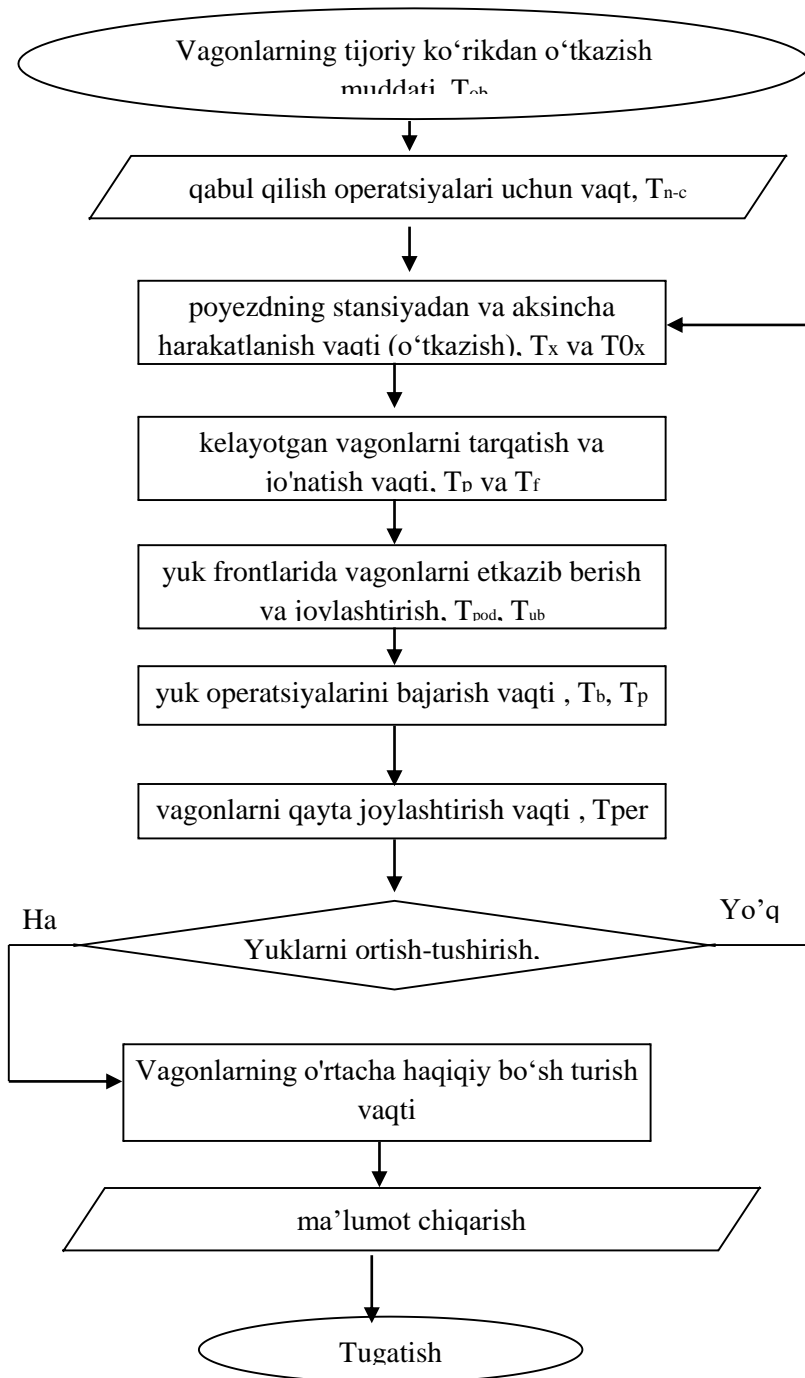 Vagonlarning tijoriy ko‘rikdan o‘tkazish
muddati, Tob
qabul qilish operatsiyalari uchun vaqt, Tn-c
poyezdning stansiyadan va aksincha
harakatlanish vaqti (o‘tkazish), Tx va T0x
kelayotgan vagonlarni tarqatish va
jo'natish vaqti, Tp va Tf
yuk frontlarida vagonlarni etkazib berish
va joylashtirish, Tpod, Tub
yuk operatsiyalarini bajarish vaqti , Tb, Tp
vagonlarni qayta joylashtirish vaqti , Tper
Ha
Yo’q
Yuklarni ortish-tushirish,
Vagonlarning o'rtacha haqiqiy bo‘sh turish
vaqti
ma’lumot chiqarish
Tugatish